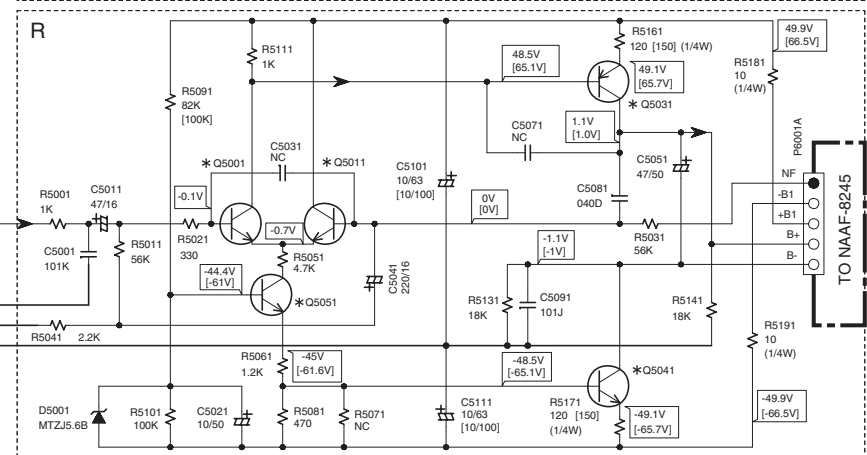 R
R5111
1K
R5091
82K
[100K]
48.5V
[65.1V]
R5161
120 [150] (1/4W)
49.1V
[65.7V]
*Q5031
49.9V
[66.5V]
R5181
10
(1/4W)
P6001A
C5031
NC
*Q5001
*Q5011
C5101
10/63
[10/100]
C5071
NC
1.1V
[1.0V]
C5051
47/50
R5001
1K
C5011
47/16
-0.1V
C5081
040D
0V
[0V]
NF
-B1
+B1
B+
B-
TO NAAF-8245
C5001
101K
R5011
56K
R5021
330
-0.7V
R5051
4.7K
C5041
220/16
-44.4V
[-61V]
*Q5051
-1.1V
[-1V]
R5031
56K
R5131
18K
C5091
101J
R5141
18K
R5041
2.2K
R5191
10
(1/4W)
R5061
1.2K
-45V
[-61.6V]
-48.5V
[-65.1V]
*Q5041
D5001
MTZJ5.6B
R5101
100K
C5021
10/50
R5081
470
R5071
NC
C5111
10/63
[10/100]
R5171
120 [150]
(1/4W)
-49.1V
[-65.7V]
-49.9V
[-66.5V]